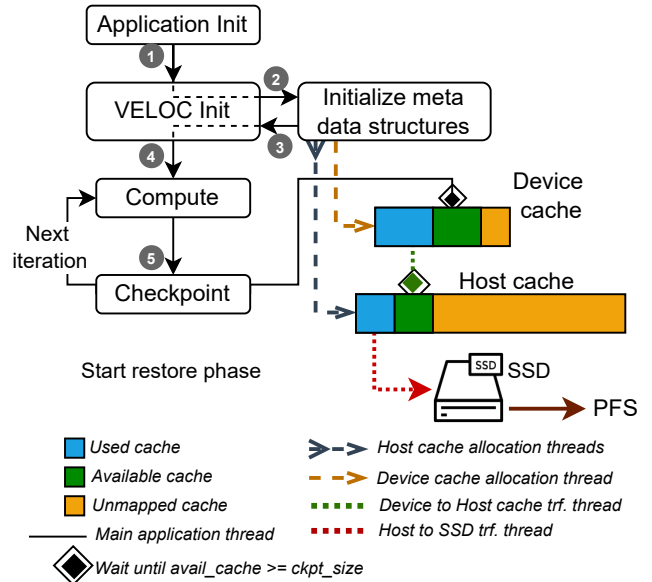 Application Init
1
2
VELOC Init
Initialize meta
data structures
3
4
Compute
Device
cache
Next
iteration
5
Checkpoint
Host cache
Start restore phase
SSD
SSD
PFS
Used cache
Host cache allocation threads
Available cache
Device cache allocation thread
Unmapped cache
Device to Host cache trf. thread
Main application thread
Host to SSD trf. thread
Wait until avail_cache >= ckpt_size